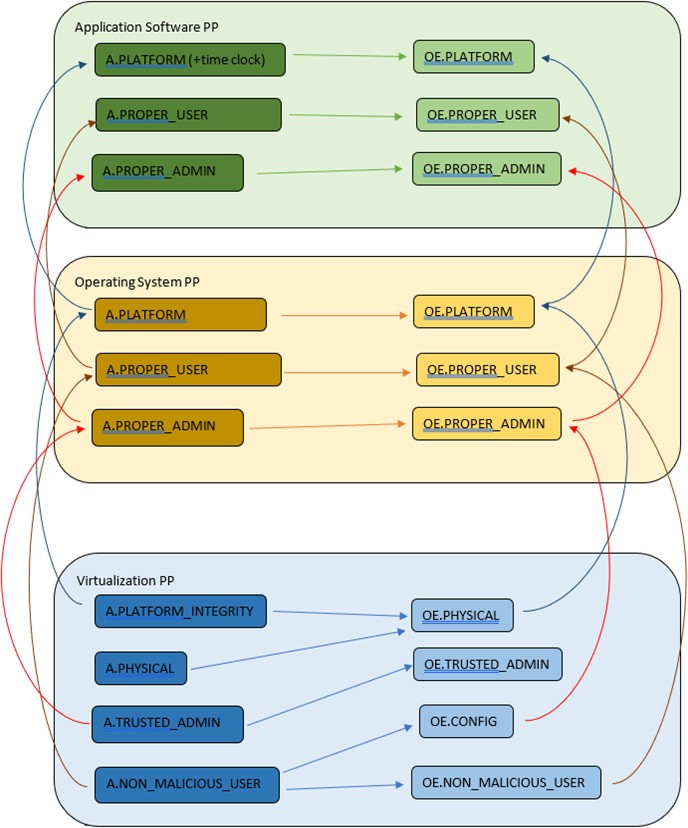 Application Software PP
A.PLATFORM (+time clock)
OE.PLATFORM
A.PROPER_USER
OE.PROPER_USER
A.PROPER_ADMIN
OE.PROPER_ADMIN
Operating System PP
A.PLATFORM
OE.PLATFORM
A.PROPER_USER
OE.PROPER_USER
A.PROPER_ADMIN
OE.PROPER_ADMIN
Virtualization PP
A.PLATFORM_INTEGRITY
OE.PHYSICAL
A.PHYSICAL
OE.TRUSTED_ADMIN
A.TRUSTED_ADMIN
OE.CONFIG
A.NON_MALICIOUS_USER
OE.NON_MALICIOUS_USER